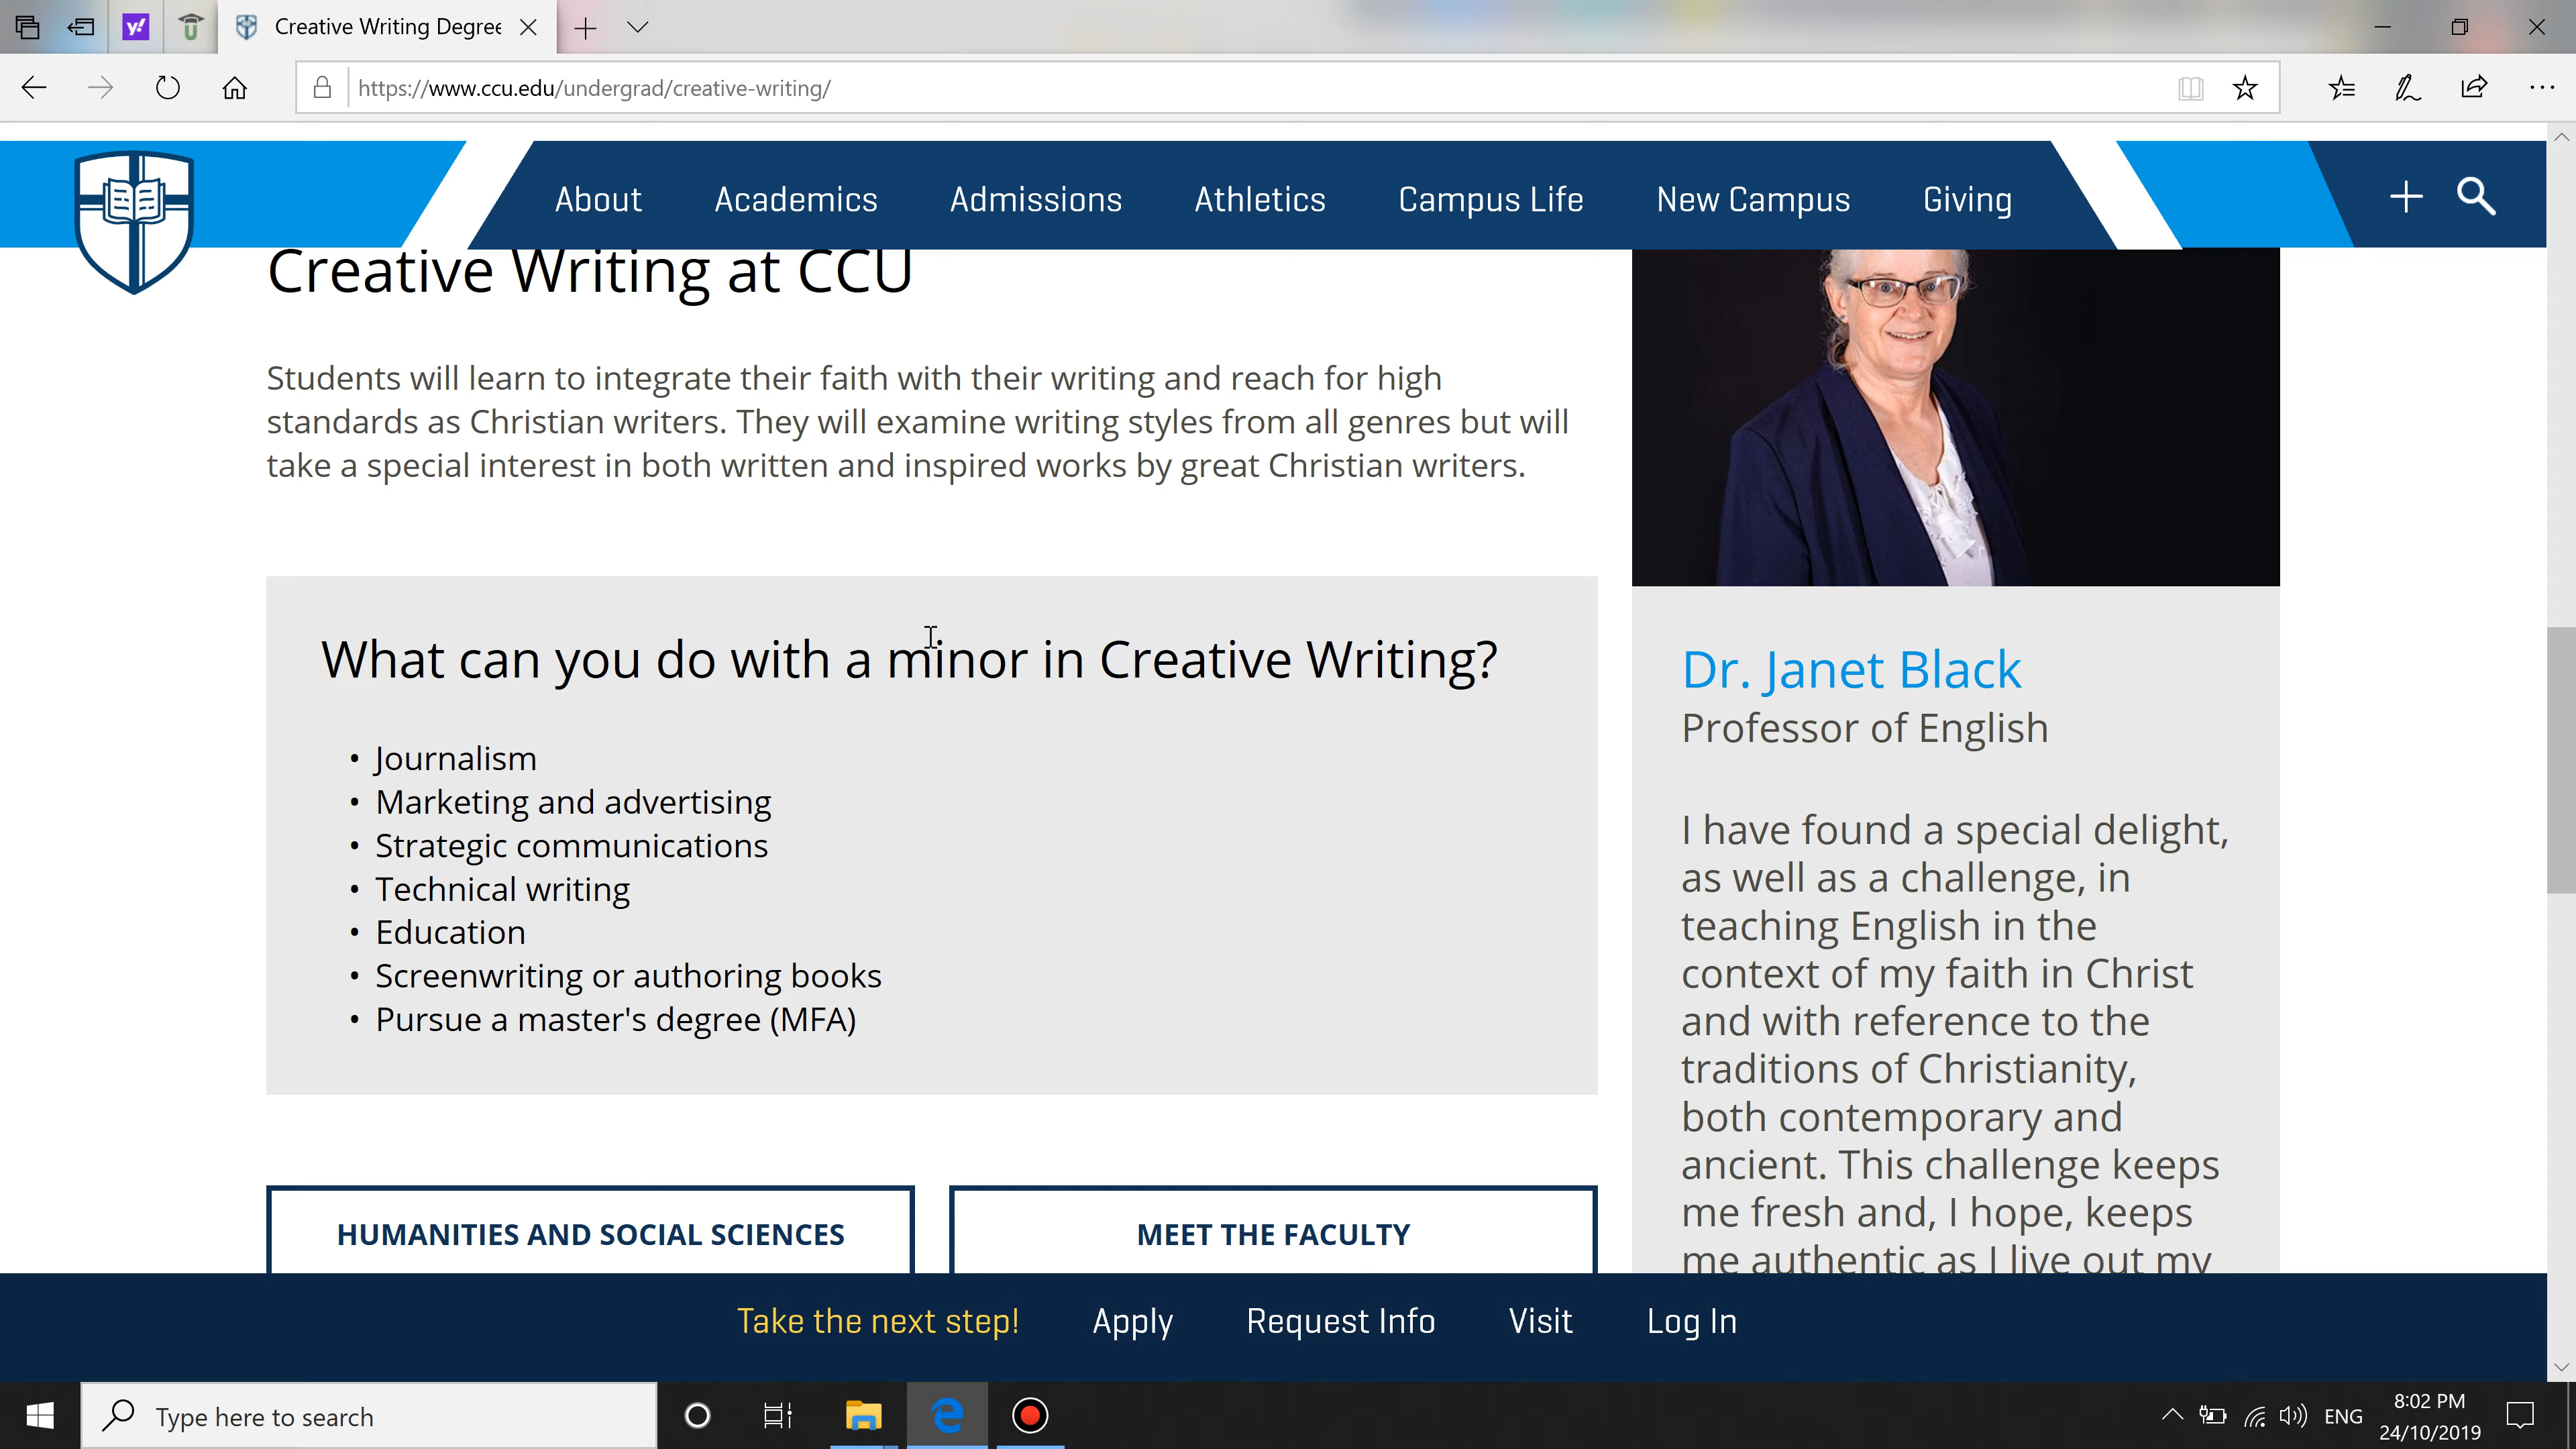 Creative Writing Degree
https://www.ccu.edu/undergrad/creative-writing/
About Academics Admissions Athletics Campus Life New Campus Giving
Creative Writing at CCU
Students will learn to integrate their faith with their writing and reach for high
standards as Christian writers. They will examine writing styles from all genres but will
take a special interest in both written and inspired works by great Christian writers.
What can you do with a minor in Creative Writing?
• Journalism
• Marketing and advertising
• Strategic communications
• Technical writing
• Education
• Screenwriting or authoring books
• Pursue a master's degree (MFA)
HUMANITIES AND SOCIAL SCIENCES
MEET THE FACULTY
Dr. Janet Black
Professor of English
I have found a special delight,
as well as a challenge, in
teaching English in the
context of my faith in Christ
and with reference to the
traditions of Christianity,
both contemporary and
ancient. This challenge keeps
me fresh and, I hope, keeps
me authentic as I live out my
Take the next step! Apply Request Info Visit Log In
Type here to search
ENG
8:02 PM
24/10/2019